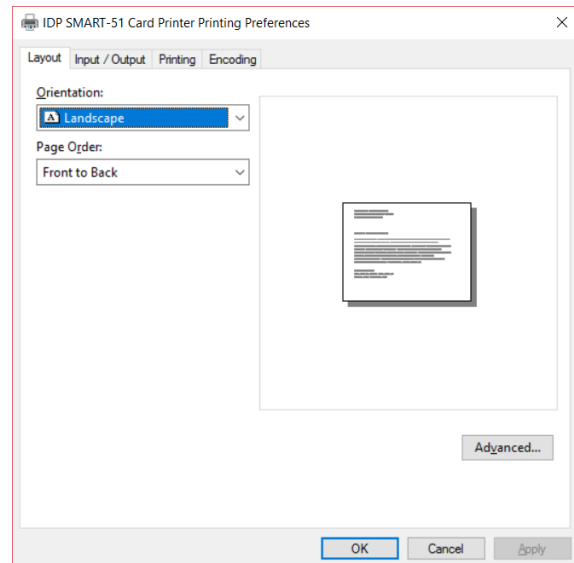 IDP SMART-51 Card Printer Printing Preferences
Layout Input / Output Printing Encoding
Orientation:
A Landscape
Page Order:
Front to Back
Advanced...
OK Cancel Apply